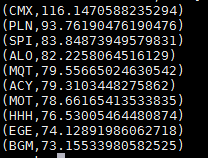 (CMX,116.1470588235294)
(PLN,93.76190476190476)
(SPI,83.84873949579831)
(ALO,82.2258064516129)
(MQT,79.55665024630542)
(ACY,79.3103448275862)
(MOT,78.66165413533835)
(HHH,76.53005464480874)
(EGE,74.12891986062718)
(BGM,73.15533980582525)